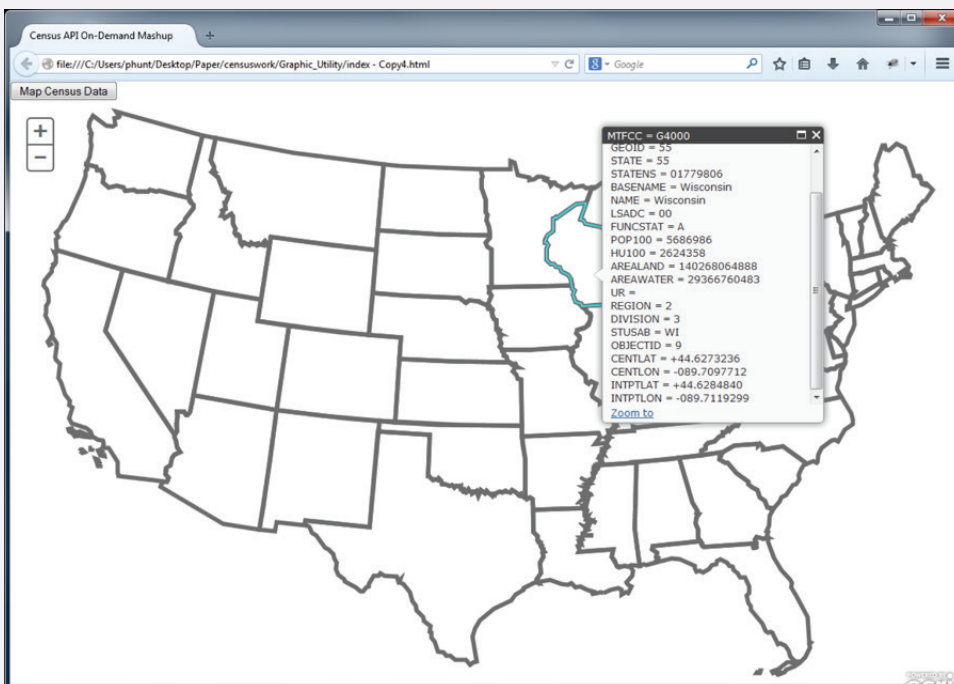 Census API On-Demand Mashup
file:///C:/Users/phunt/Desktop/Paper/censuswork/Graphic_Utility/index - Copy4.html
Google
Map Census Data
+
−
MTFCC = G4000
GEOID = 55
STATE = 55
STATENS = 01779806
BASENAME = Wisconsin
NAME = Wisconsin
LSADC = 00
FUNCSTAT = A
POP100 = 5686986
HU100 = 2624358
AREALAND = 140268064888
AREAWATER = 29366760483
UR =
REGION = 2
DIVISION = 3
STUSAB = WI
OBJECTID = 9
CENTLAT = +44.6273236
CENTLON = -089.7097712
INTPTLAT = +44.6284840
INTPTLON = -089.7119299
Zoom to